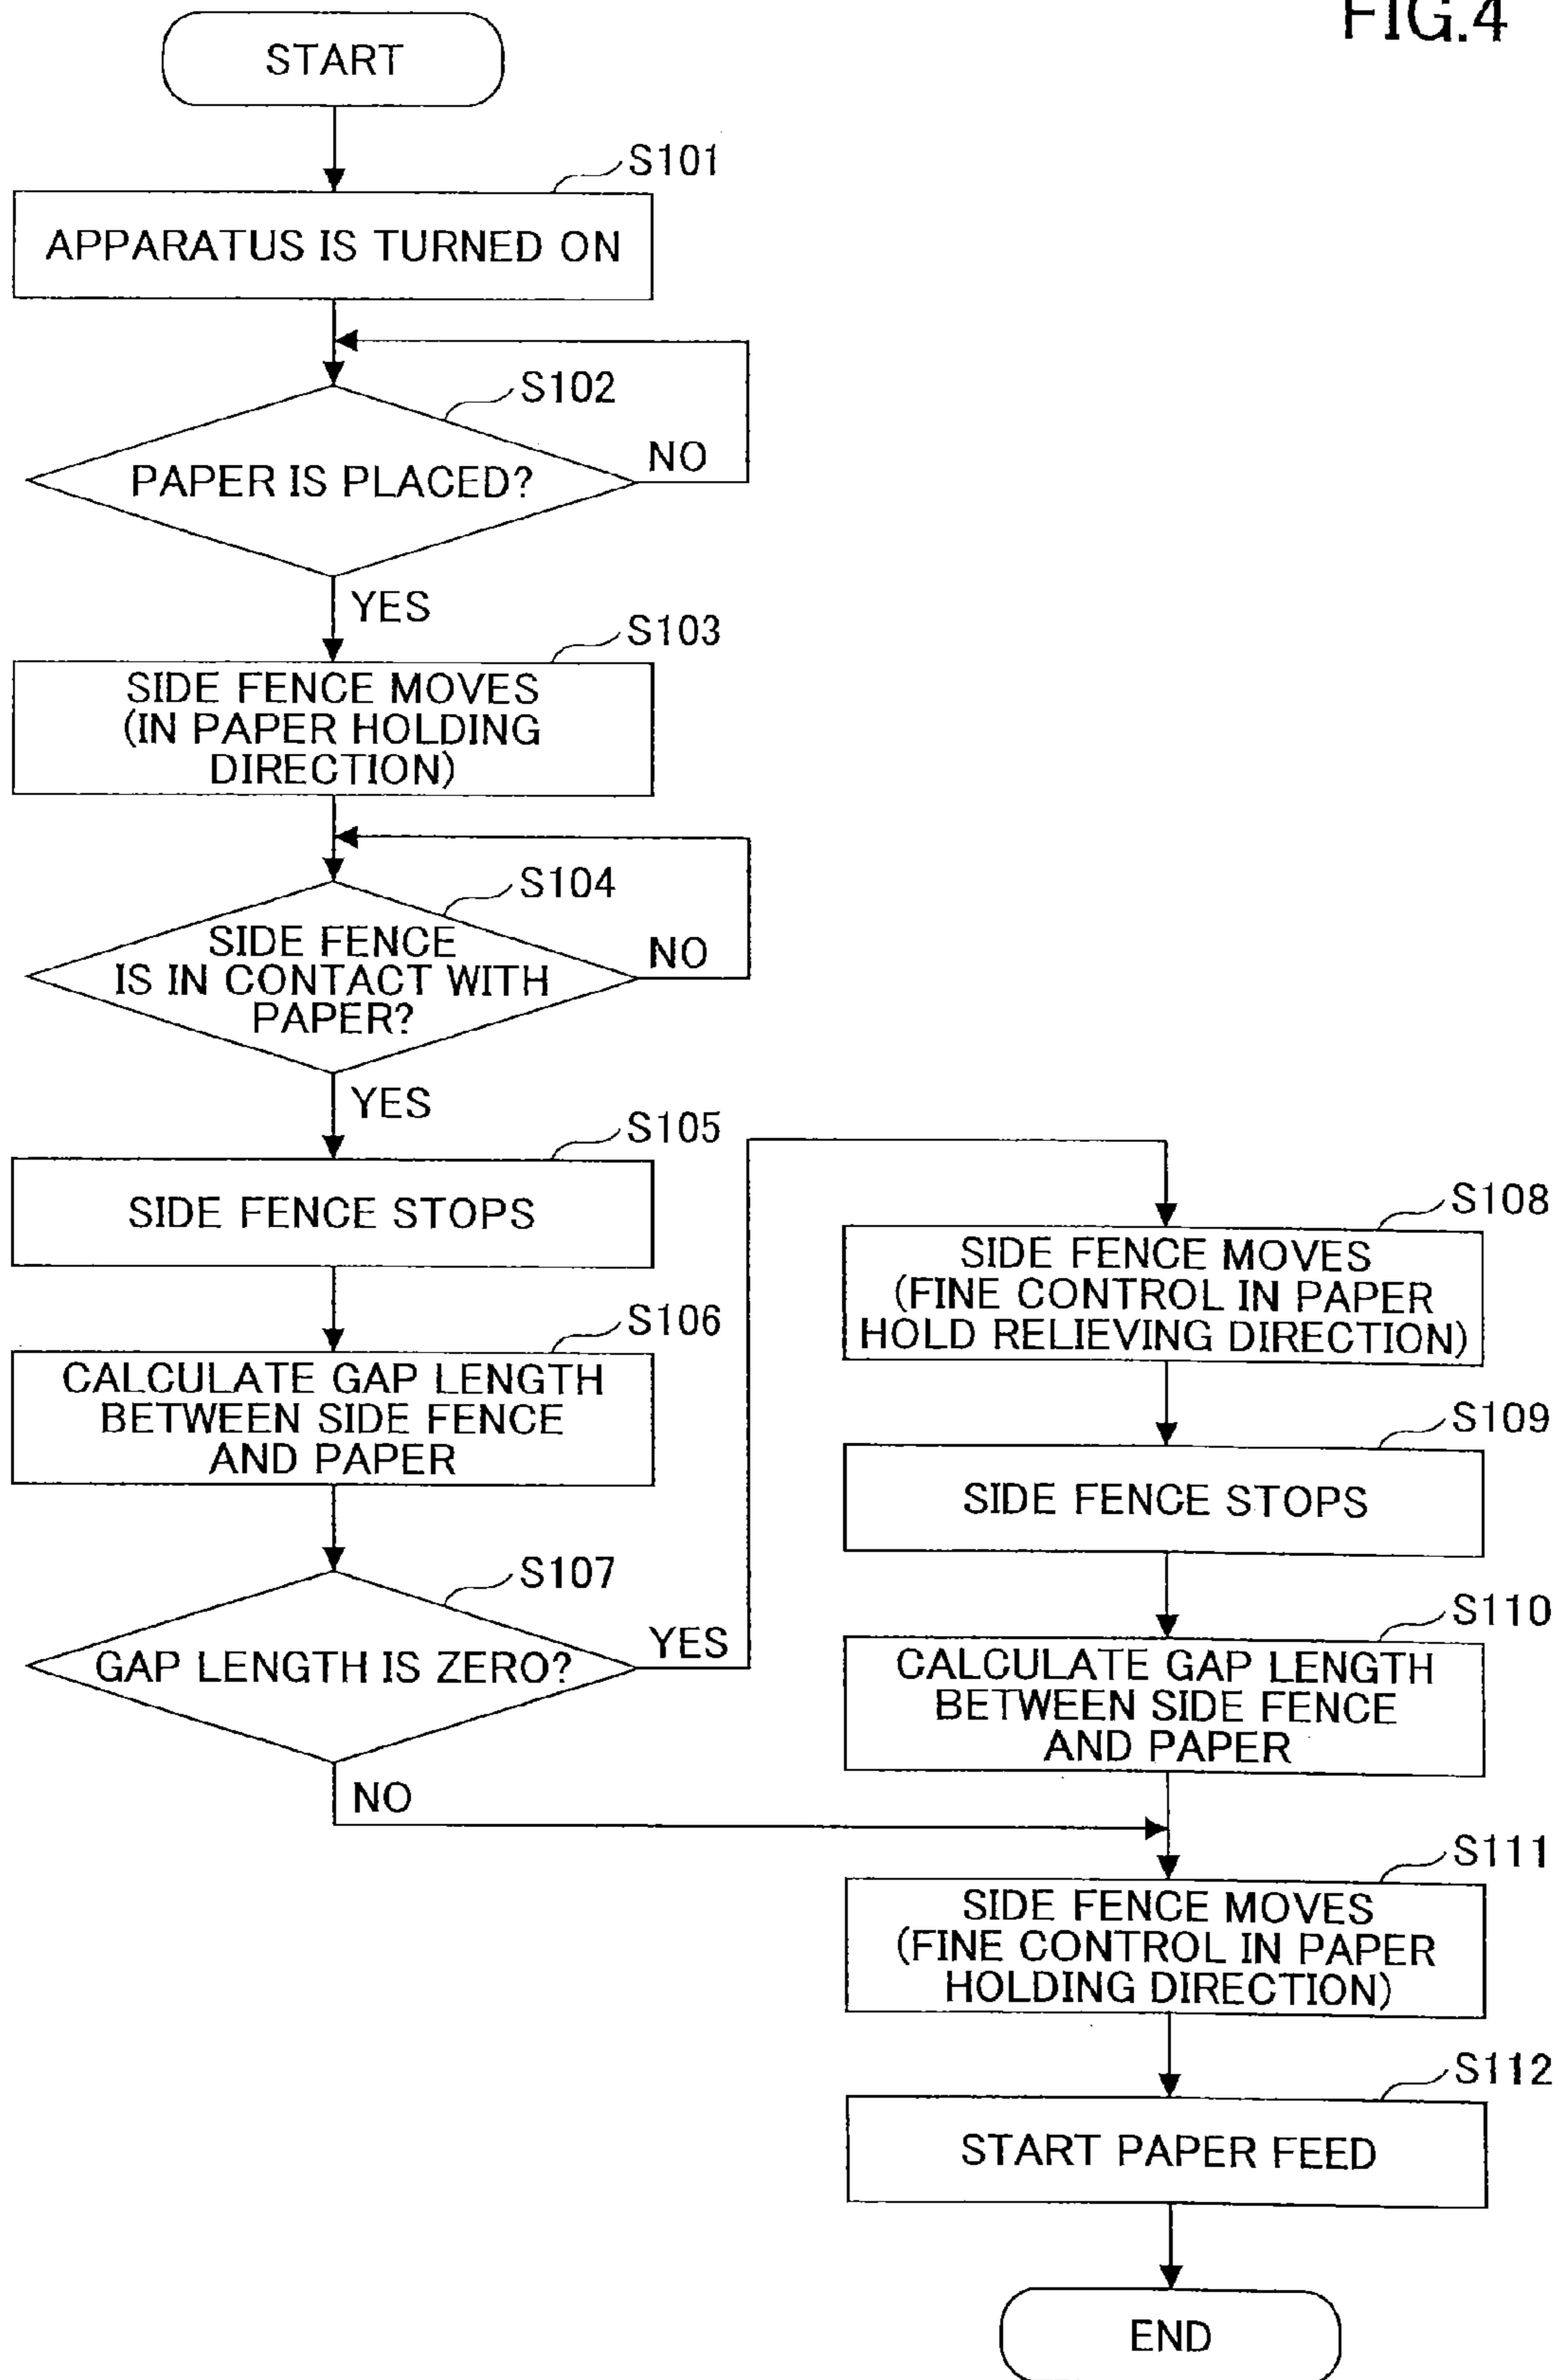 FIG.4
START
S101
APPARATUS IS TURNED ON
S102
PAPER IS PLACED?
NO
YES
S103
SIDE FENCE MOVES
(IN PAPER HOLDING
DIRECTION)
S104
SIDE FENCE
IS IN CONTACT WITH
PAPER?
NO
YES
S105
SIDE FENCE STOPS
S106
CALCULATE GAP LENGTH
BETWEEN SIDE FENCE
AND PAPER
S107
GAP LENGTH IS ZERO?
YES
NO
S108
SIDE FENCE MOVES
(FINE CONTROL IN PAPER
HOLD RELIEVING DIRECTION)
S109
SIDE FENCE STOPS
S110
CALCULATE GAP LENGTH
BETWEEN SIDE FENCE
AND PAPER
S111
SIDE FENCE MOVES
(FINE CONTROL IN PAPER
HOLDING DIRECTION)
S112
START PAPER FEED
END